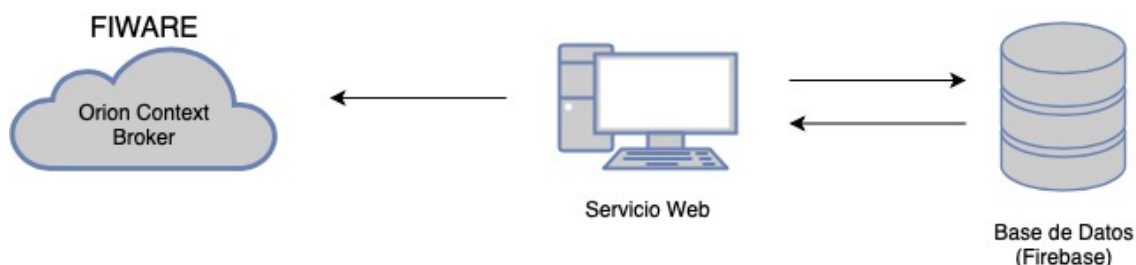 FIWARE
Orion Context
Broker
Servicio Web
Base de Datos
(Firebase)